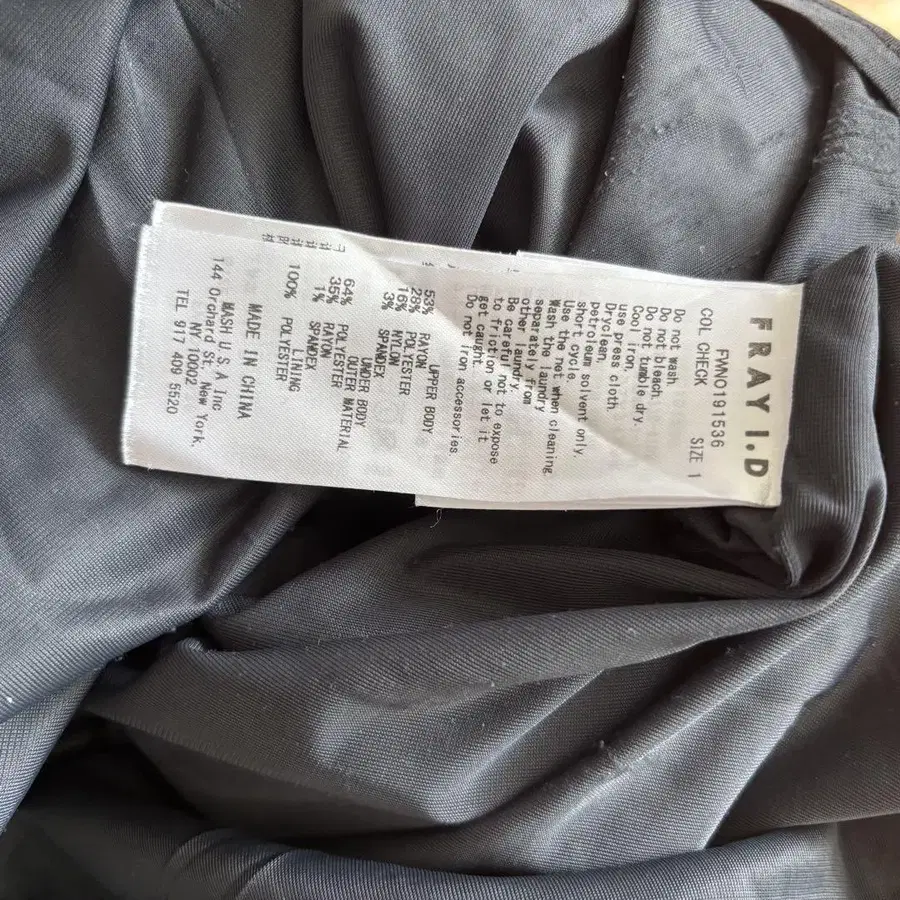 FRAY I.D
FWNO191536
COL CHECK SIZE 1
Do not wash.
Do not bleach.
Do not tumble dry.
Cool iron.
use press cloth
Dryclean.
petroleum solvent only.
Short cycle.
Use the net when cleaning
Wash the laundry
separately from
other laundry.
Be careful not to expose
to friction or let it
get caught.
Do not iron accessories.
UPPER BODY
53% RAYON
28% POLYESTER
16% NYLON
3% SPANDEX
UNDER BODY
OUTER MATERIAL
64% POLYESTER
35% RAYON
1% SPANDEX
LINING
100% POLYESTER
MADE IN CHINA
MASH U.S.A Inc
144 Orchard St, New York,
NY 10002
TEL 917 409 5520